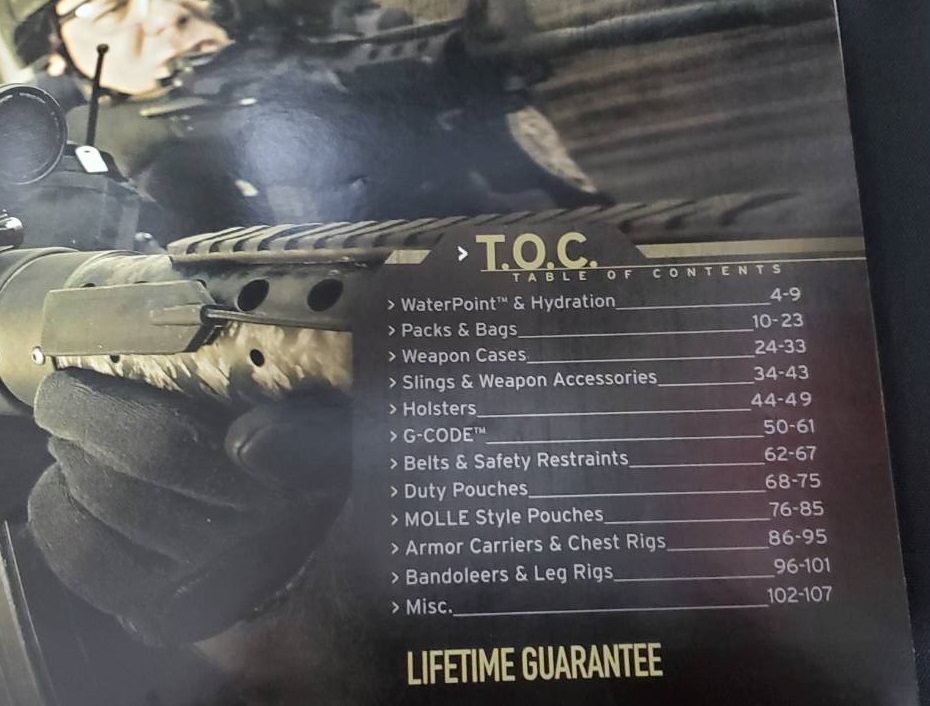 > T.O.C.
TABLE OF CONTENTS
> WaterPoint™ & Hydration 4-9
> Packs & Bags 10-23
> Weapon Cases 24-33
> Slings & Weapon Accessories 34-43
> Holsters 44-49
> G-CODE™ 50-61
> Belts & Safety Restraints 62-67
> Duty Pouches 68-75
> MOLLE Style Pouches 76-85
> Armor Carriers & Chest Rigs 86-95
> Bandoleers & Leg Rigs 96-101
> Misc. 102-107
LIFETIME GUARANTEE